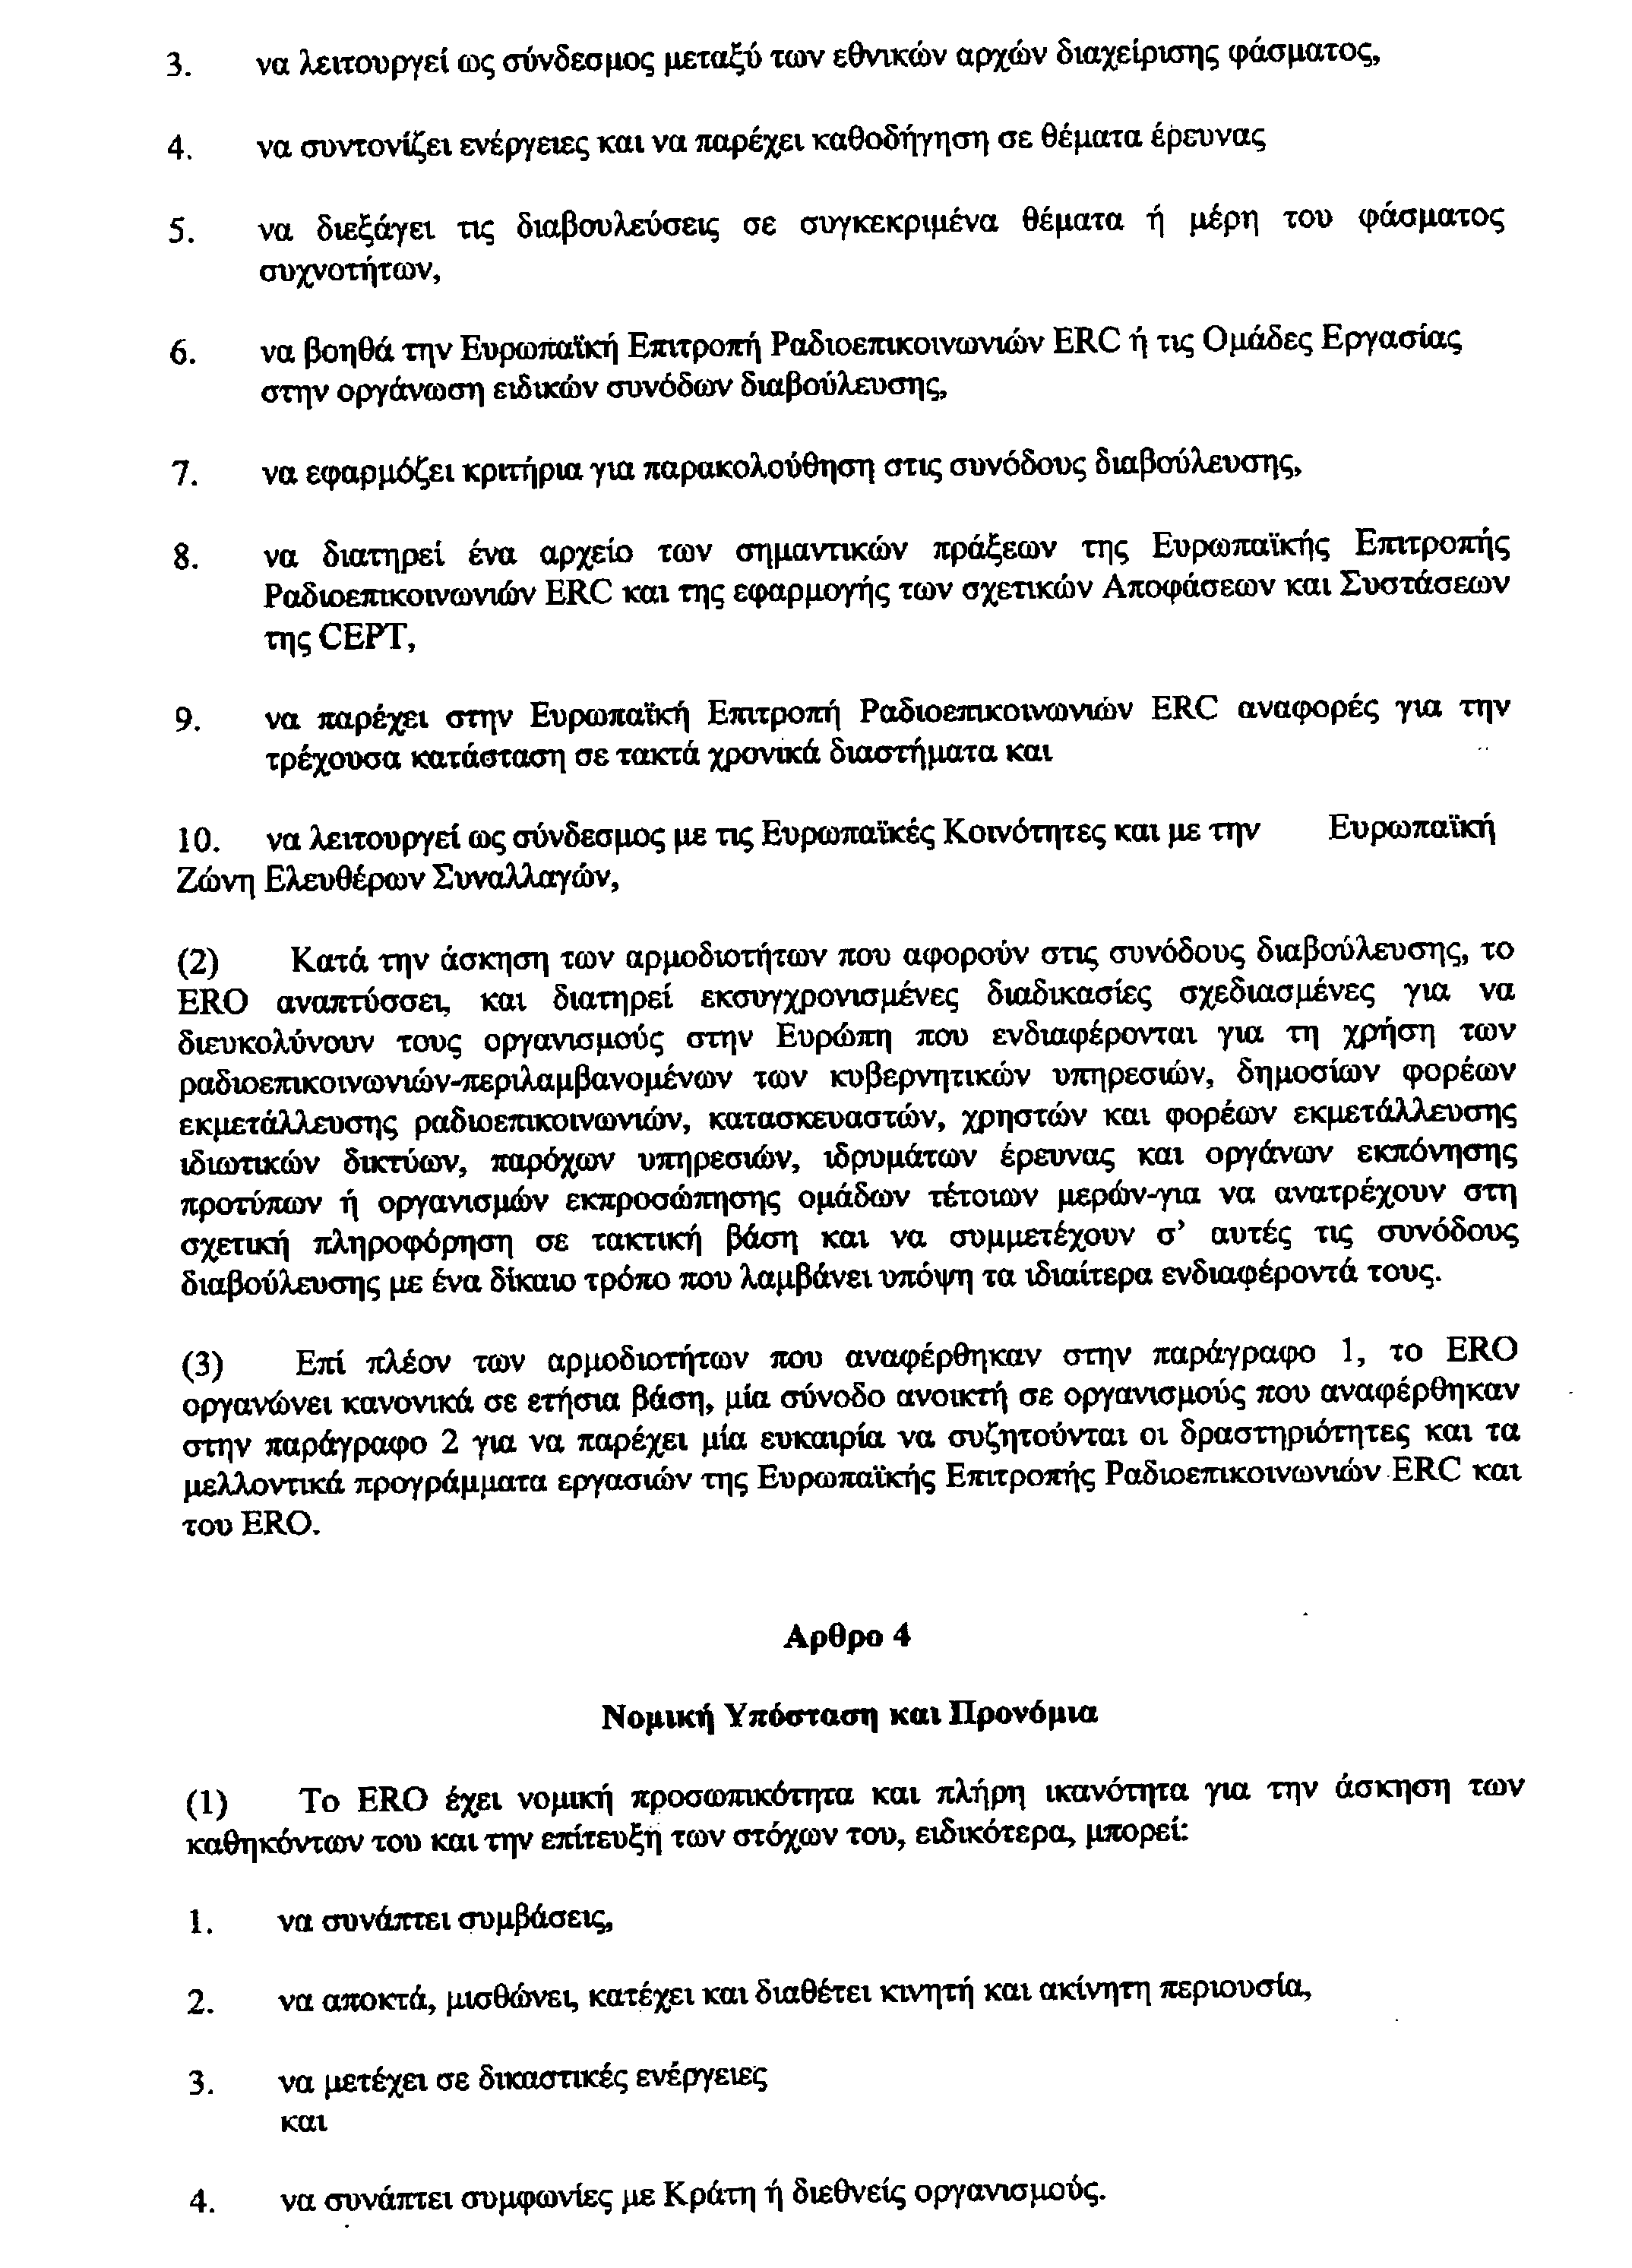 3. να λειτουργεί ως σύνδεσμος μεταξύ των εθνικών αρχών διαχείρισης φάσματος,
4. να συντονίζει ενέργειες και να παρέχει καθοδήγηση σε θέματα έρευνας
5. να διεξάγει τις διαβουλεύσεις σε συγκεκριμένα θέματα ή μέρη του φάσματος
συχνοτήτων,
6. να βοηθά την Ευρωπαϊκή Επιτροπή Ραδιοεπικοινωνιών ERC ή τις Ομάδες Εργασίας
στην οργάνωση ειδικών συνόδων διαβούλευσης,
7. να εφαρμόζει κριτήρια για παρακολούθηση στις συνόδους διαβούλευσης,
8. να διατηρεί ένα αρχείο των σημαντικών πράξεων της Ευρωπαϊκής Επιτροπής
Ραδιοεπικοινωνιών ERC και της εφαρμογής των σχετικών Αποφάσεων και Συστάσεων
της CEPT,
9. να παρέχει στην Ευρωπαϊκή Επιτροπή Ραδιοεπικοινωνιών ERC αναφορές για την
τρέχουσα κατάσταση σε τακτά χρονικά διαστήματα και
10. να λειτουργεί ως σύνδεσμος με τις Ευρωπαϊκές Κοινότητες και με την Ευρωπαϊκή
Ζώνη Ελευθέρων Συναλλαγών,
(2) Κατά την άσκηση των αρμοδιοτήτων που αφορούν στις συνόδους διαβούλευσης, το
ERO αναπτύσσει, και διατηρεί εκσυγχρονισμένες διαδικασίες σχεδιασμένες για να
διευκολύνουν τους οργανισμούς στην Ευρώπη που ενδιαφέρονται για τη χρήση των
ραδιοεπικοινωνιών-περιλαμβανομένων των κυβερνητικών υπηρεσιών, δημοσίων φορέων
εκμετάλλευσης ραδιοεπικοινωνιών, κατασκευαστών, χρηστών και φορέων εκμετάλλευσης
ιδιωτικών δικτύων, παρόχων υπηρεσιών, ιδρυμάτων έρευνας και οργάνων εκπόνησης
προτύπων ή οργανισμών εκπροσώπησης ομάδων τέτοιων μερών-για να ανατρέχουν στη
σχετική πληροφόρηση σε τακτική βάση και να συμμετέχουν σ' αυτές τις συνόδους
διαβούλευσης με ένα δίκαιο τρόπο που λαμβάνει υπόψη τα ιδιαίτερα ενδιαφέροντά τους.
(3) Επί πλέον των αρμοδιοτήτων που αναφέρθηκαν στην παράγραφο 1, το ERO
οργανώνει κανονικά σε ετήσια βάση, μία σύνοδο ανοικτή σε οργανισμούς που αναφέρθηκαν
στην παράγραφο 2 για να παρέχει μία ευκαιρία να συζητούνται οι δραστηριότητες και τα
μελλοντικά προγράμματα εργασιών της Ευρωπαϊκής Επιτροπής Ραδιοεπικοινωνιών ERC και
του ERO.
Αρθρο 4
Νομική Υπόσταση και Προνόμια
(1) Το ERO έχει νομική προσωπικότητα και πλήρη ικανότητα για την άσκηση των
καθηκόντων του και την επίτευξη των στόχων του, ειδικότερα, μπορεί:
1. να συνάπτει συμβάσεις,
2. να αποκτά, μισθώνει, κατέχει και διαθέτει κινητή και ακίνητη περιουσία,
3. να μετέχει σε δικαστικές ενέργειες
και
4. να συνάπτει συμφωνίες με Κράτη ή διεθνείς οργανισμούς.